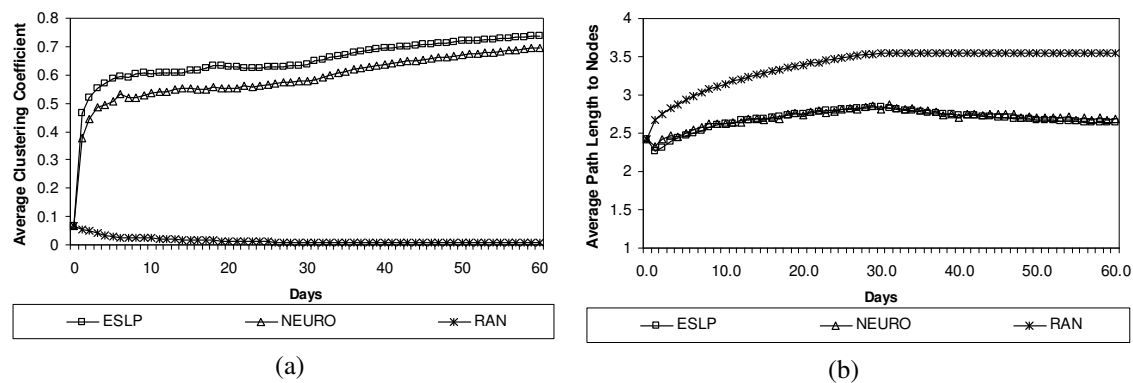 0.8
0.7
0.6
0.5
0.4
0.3
0.2
0.1
0
Average Clustering Coefficient
0 10 20 30 40 50 60
Days
ESLP NEURO RAN
(a)
4
3.5
3
2.5
2
1.5
1
Average Path Length to Nodes
0.0 10.0 20.0 30.0 40.0 50.0 60.0
Days
ESLP NEURO RAN
(b)